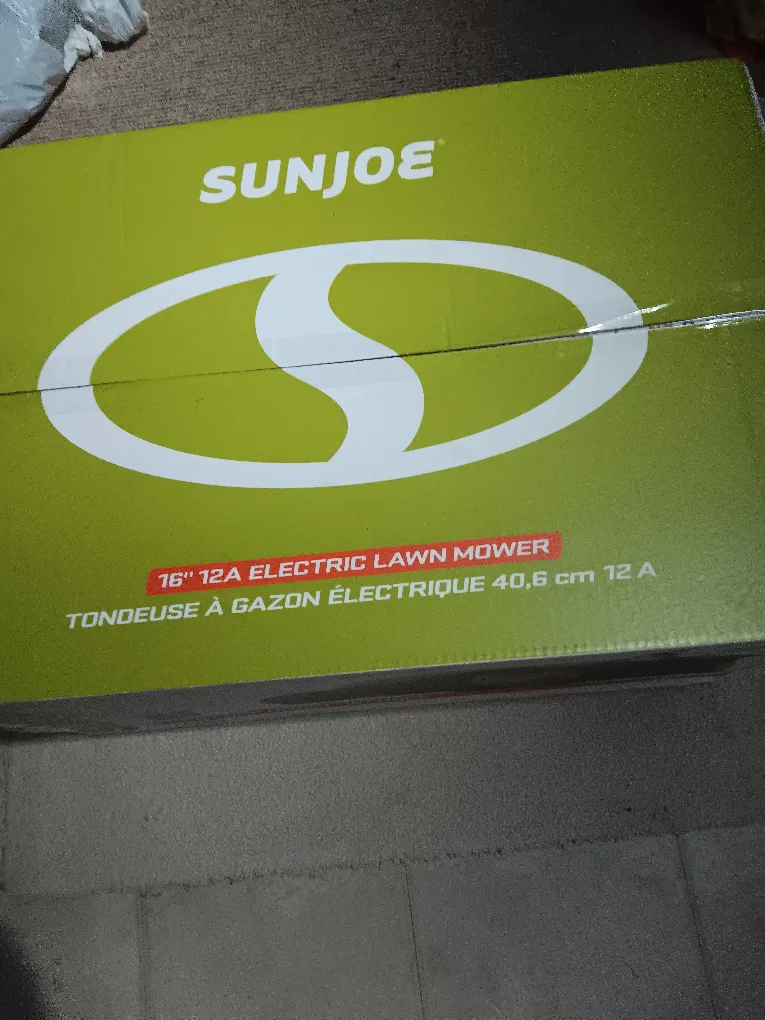 SUNJOE
16" 12A ELECTRIC LAWN MOWER
TONDEUSE À GAZON ÉLECTRIQUE 40,6 cm 12 A